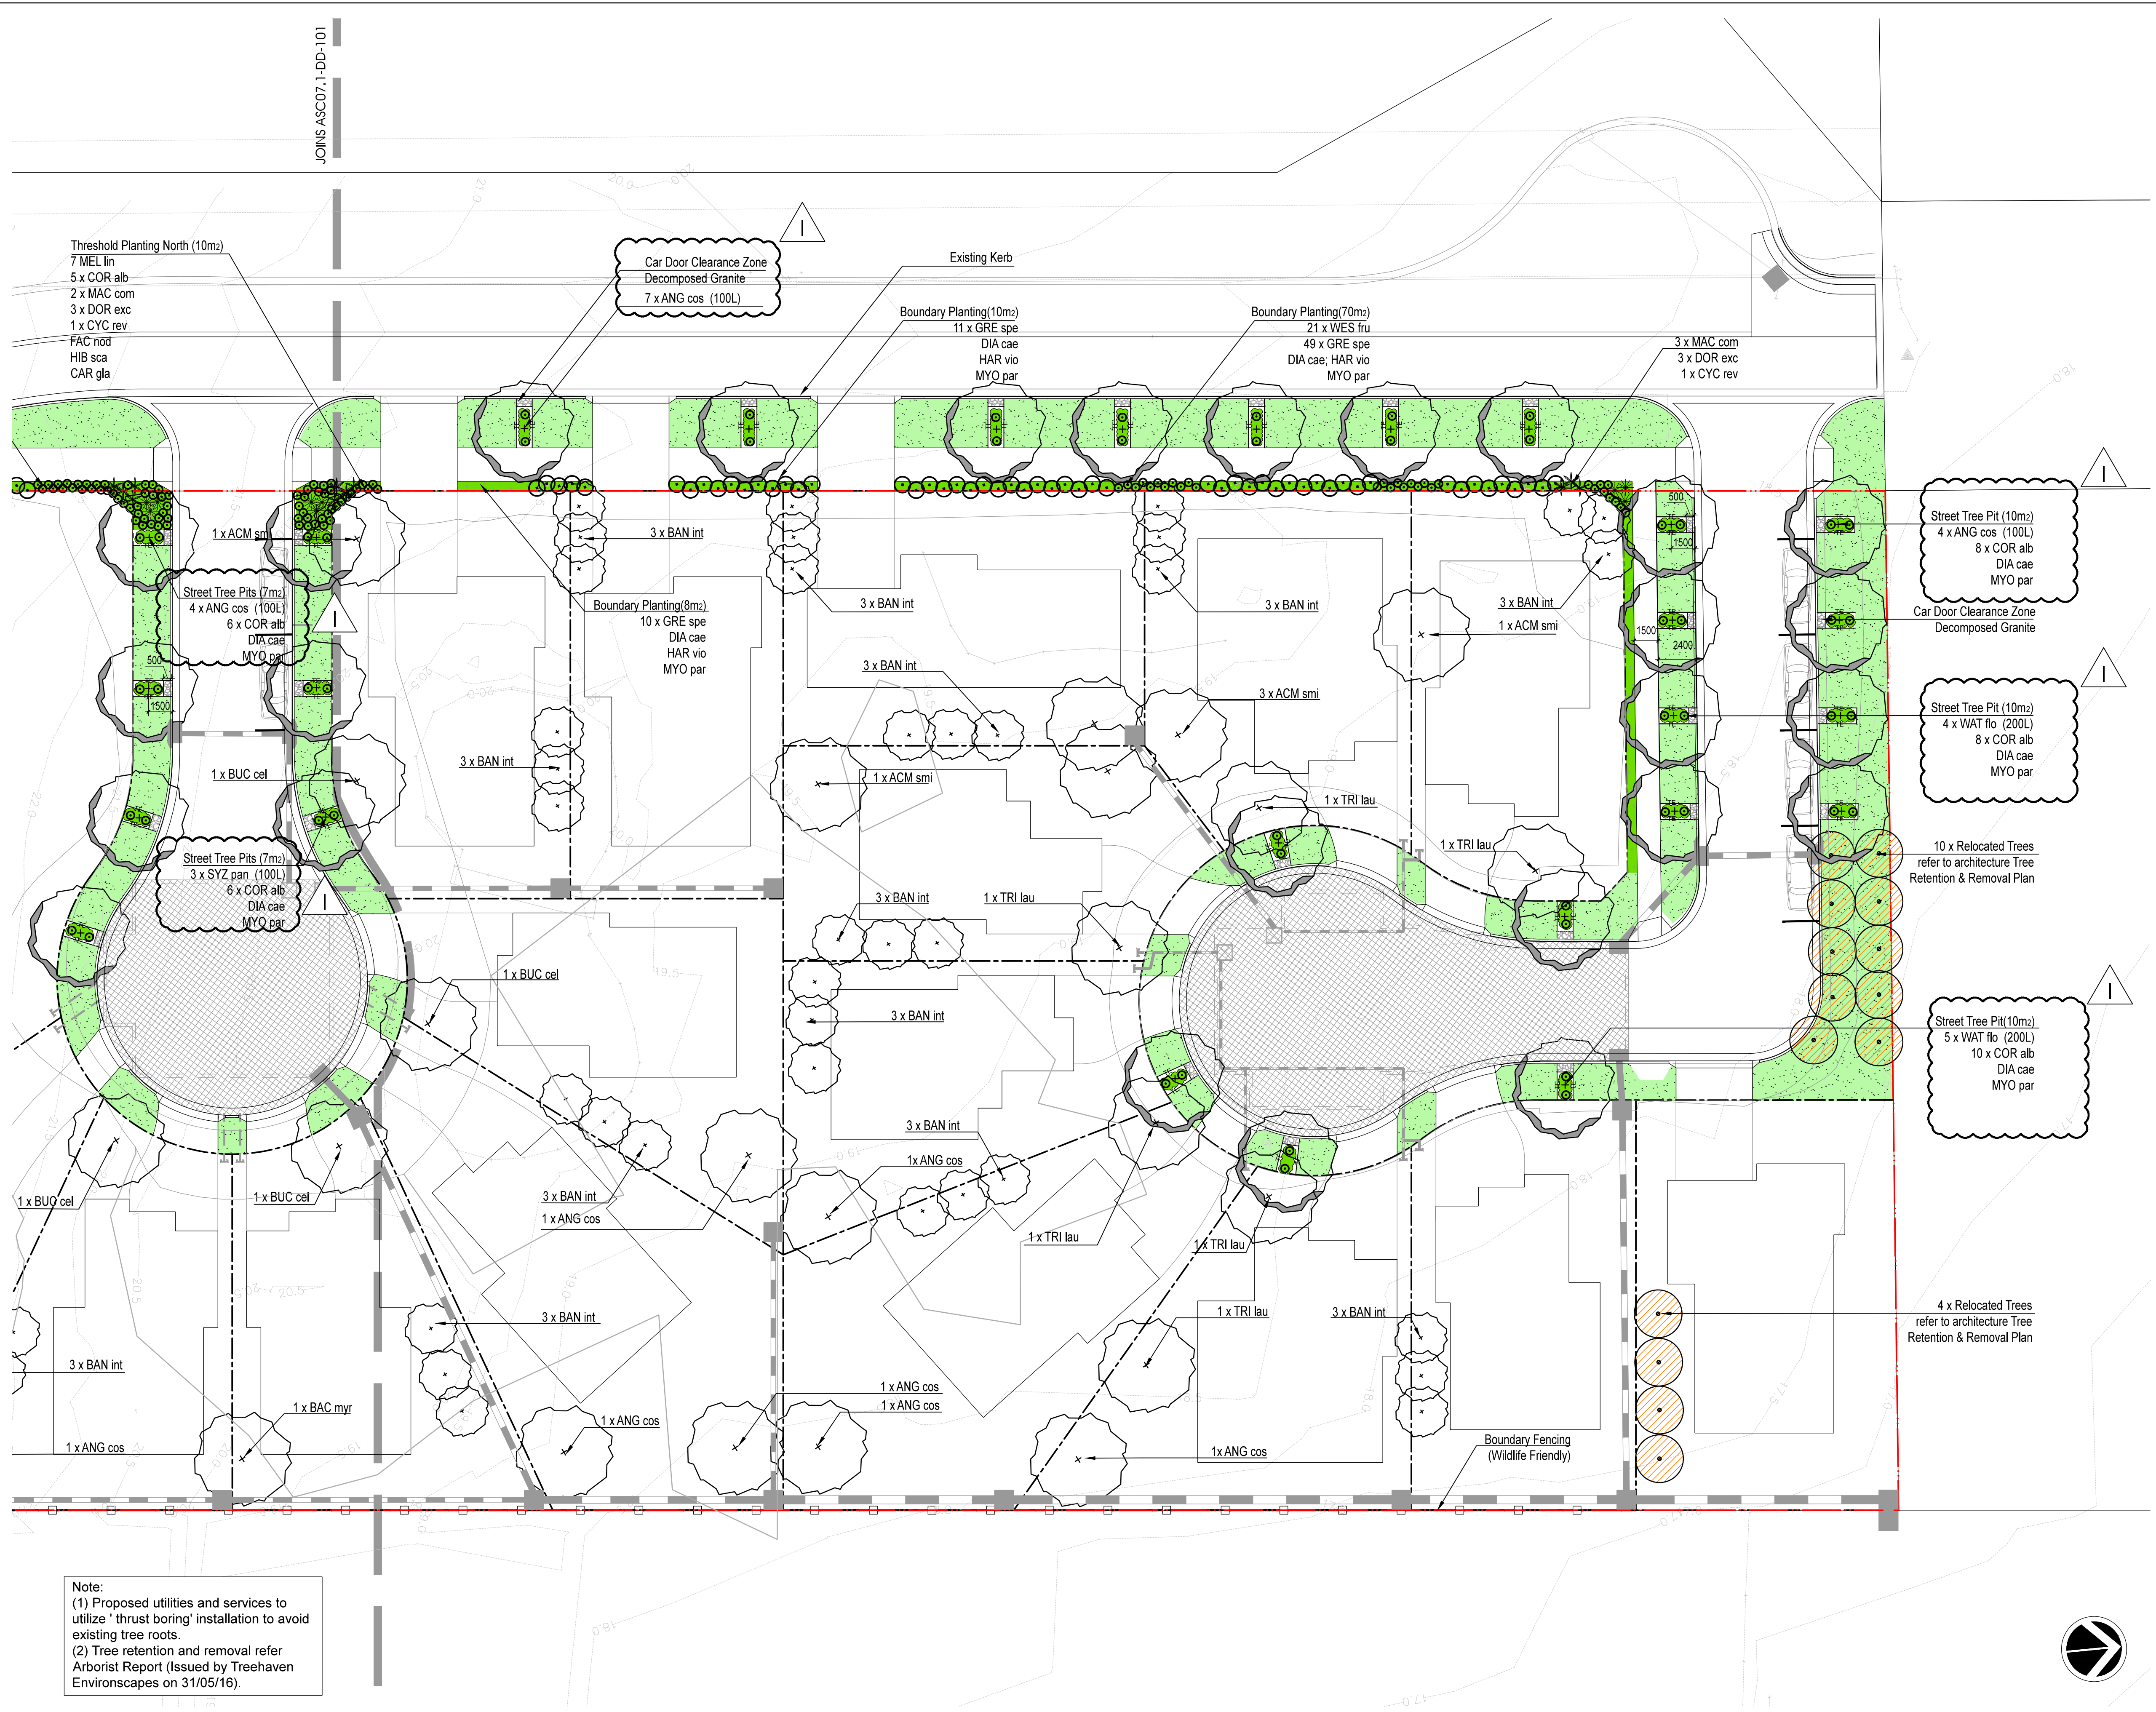 JOINS ASC07.1-DD-101
Threshold Planting North (10m2)
7 MEL lin
5 x COR alb
2 x MAC com
3 x DOR exc
1 x CYC rev
FAC nod
HIB sca
CAR gla
Car Door Clearance Zone
Decomposed Granite
7 x ANG cos (100L)
1
Existing Kerb
Boundary Planting(10m2)
11 x GRE spe
DIA cae
HAR vio
MYO par
Boundary Planting(70m2)
21 x WES fru
49 x GRE spe
DIA cae; HAR vio
MYO par
3 x MAC com
3 x DOR exc
1 x CYC rev
1 x ACM smi
3 x BAN int
3 x BAN int
3 x BAN int
3 x BAN int
1 x ACM smi
Street Tree Pits (7m2)
4 x ANG cos (100L)
6 x COR alb
DIA cae
MYO par
1
500
1500
Boundary Planting(8m2)
10 x GRE spe
DIA cae
HAR vio
MYO par
500
1500
1500
2400
Street Tree Pit (10m2)
4 x ANG cos (100L)
8 x COR alb
DIA cae
MYO par
1
Car Door Clearance Zone
Decomposed Granite
Street Tree Pit (10m2)
4 x WAT flo (200L)
8 x COR alb
DIA cae
MYO par
1
3 x BAN int
3 x ACM smi
3 x BAN int
1 x BUC cel
1 x ACM smi
1 x TRI lau
1 x TRI lau
Street Tree Pits (7m2)
3 x SYZ pan (100L)
6 x COR alb
DIA cae
MYO par
1
10 x Relocated Trees
refer to architecture Tree
Retention & Removal Plan
3 x BAN int
1 x TRI lau
1 x BUC cel
3 x BAN int
Street Tree Pit(10m2)
5 x WAT flo (200L)
10 x COR alb
DIA cae
MYO par
1
3 x BAN int
1x ANG cos
1 x BUC cel
1 x BUC cel
3 x BAN int
1 x ANG cos
1 x TRI lau
1 x TRI lau
3 x BAN int
1 x TRI lau
3 x BAN int
4 x Relocated Trees
refer to architecture Tree
Retention & Removal Plan
3 x BAN int
1 x BAC myr
1 x ANG cos
1 x ANG cos
1 x ANG cos
1 x ANG cos
1x ANG cos
Boundary Fencing
(Wildlife Friendly)
Note:
(1) Proposed utilities and services to
utilize ' thrust boring' installation to avoid
existing tree roots.
(2) Tree retention and removal refer
Arborist Report (Issued by Treehaven
Environscapes on 31/05/16).